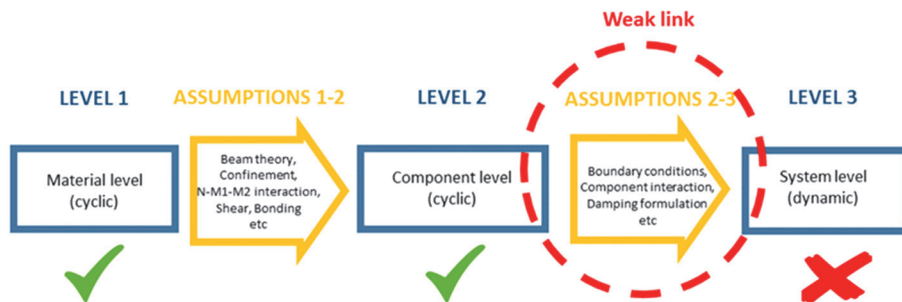 Weak link
LEVEL 1
ASSUMPTIONS 1-2
LEVEL 2
ASSUMPTIONS 2-3
LEVEL 3
Material level
(cyclic)
Beam theory,
Confinement,
N-M1-M2 interaction,
Shear, Bonding
etc
Component level
(cyclic)
Boundary conditions,
Component interaction,
Damping formulation
etc
System level
(dynamic)